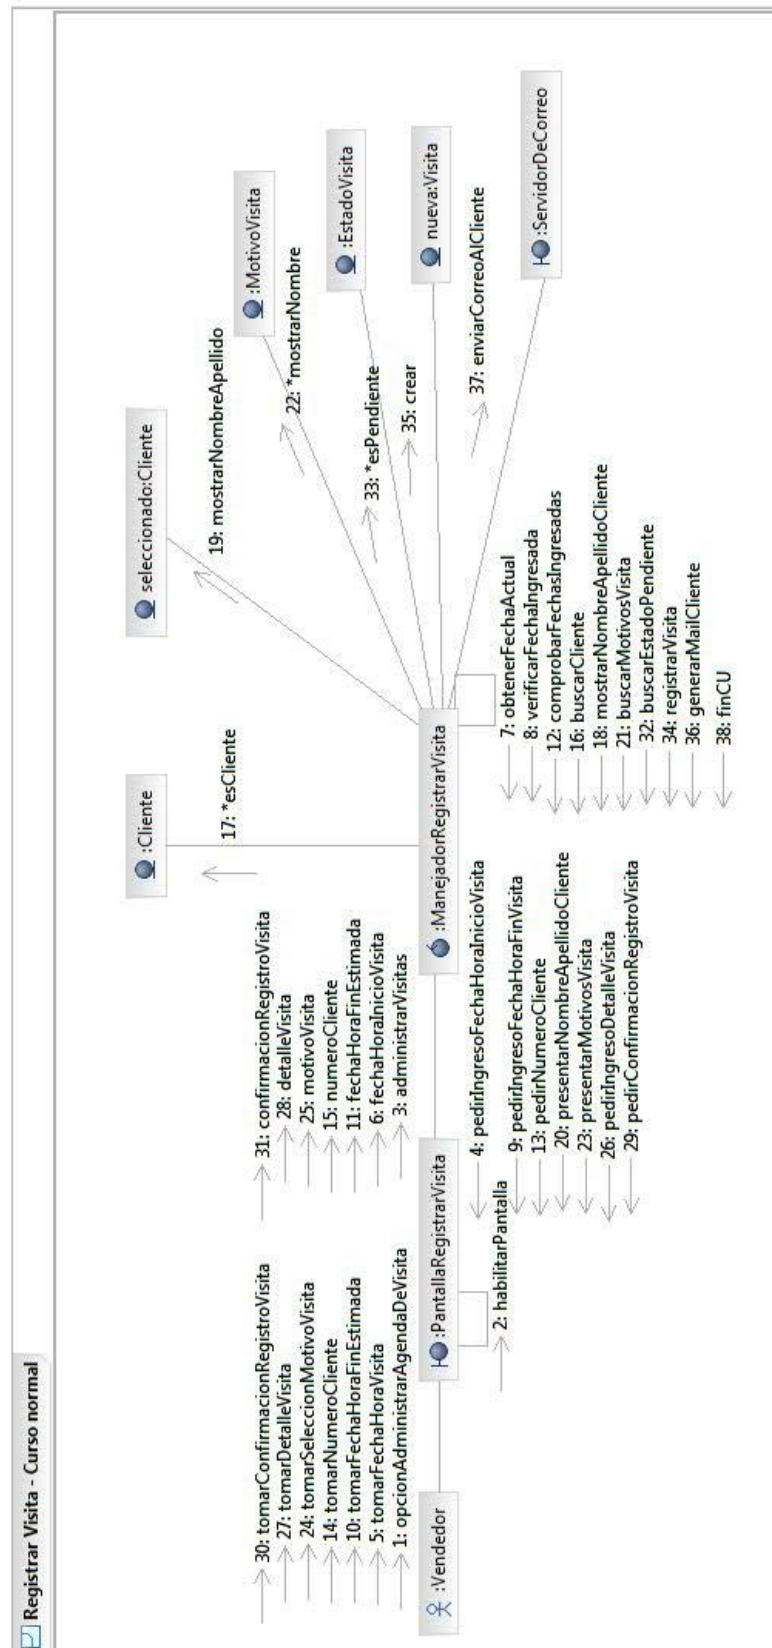 Registrar Visita - Curso normal
:Vendedor
30: tomarConfirmacionRegistroVisita
27: tomarDetalleVisita
24: tomarSeleccionMotivoVisita
14: tomarNumeroCliente
10: tomarFechaHoraFinEstimada
5: tomarFechaHoraVisita
1: opcionAdministrarAgendaDeVisita
:PantallaRegistrarVisita
2: habilitarPantalla
31: confirmacionRegistroVisita
28: detalleVisita
25: motivoVisita
15: numeroCliente
11: fechaHoraFinEstimada
6: fechaHoraInicioVisita
3: administrarVisitas
4: pedirIngresoFechaHoraInicioVisita
9: pedirIngresoFechaHoraFinVisita
13: pedirNumeroCliente
20: presentarNombreApellidoCliente
23: presentarMotivosVisita
26: pedirIngresoDetalleVisita
29: pedirConfirmacionRegistroVisita
:ManejadorRegistrarVisita
7: obtenerFechaActual
8: verificarFechaIngresada
12: comprobarFechasIngresadas
16: buscarCliente
18: mostrarNombreApellidoCliente
21: buscarMotivosVisita
32: buscarEstadoPendiente
34: registrarVisita
36: generarMailCliente
38: finCU
:Cliente
17: *esCliente
seleccionado:Cliente
19: mostrarNombreApellido
:MotivoVisita
22: *mostrarNombre
:EstadoVisita
33: *esPendiente
nueva:Visita
35: crear
:ServidorDeCorreo
37: enviarCorreoAlCliente